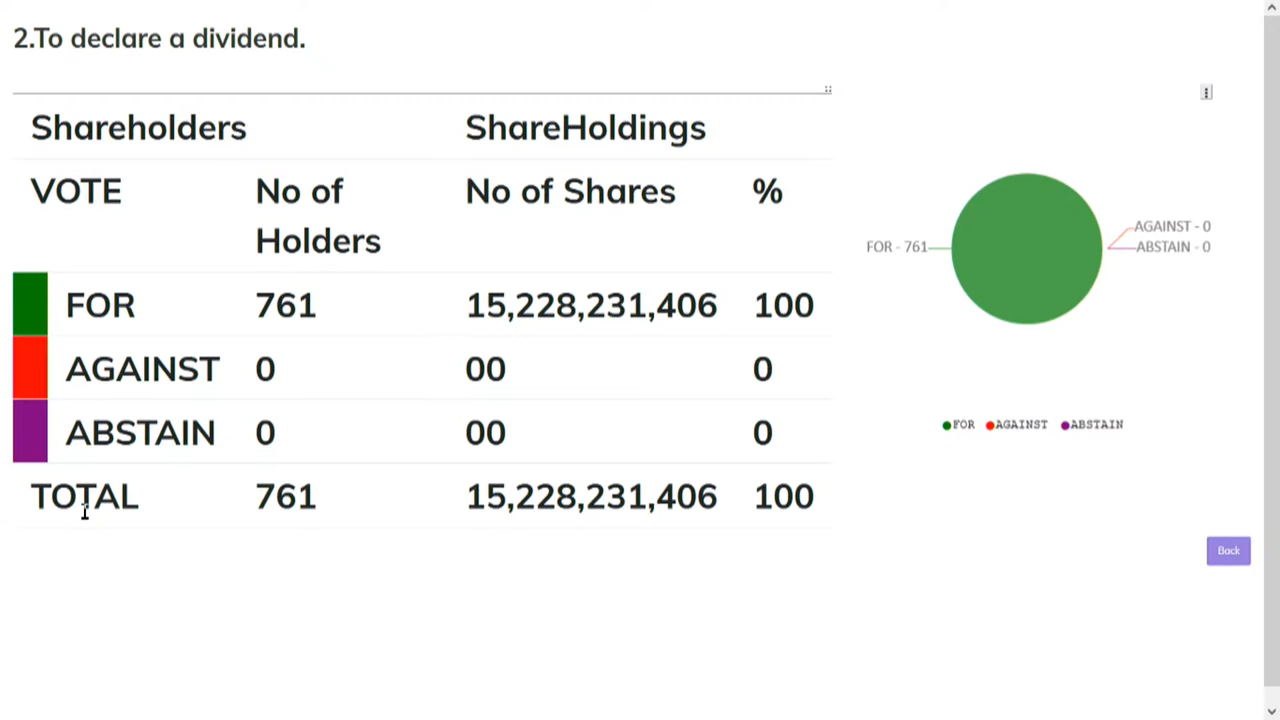 2.To declare a dividend.
Shareholders ShareHoldings
VOTE No of Holders No of Shares %
FOR 761 15,228,231,406 100
AGAINST 0 00 0
ABSTAIN 0 00 0
TOTAL 761 15,228,231,406 100
FOR - 761
AGAINST - 0
ABSTAIN - 0
FOR AGAINST ABSTAIN
Back